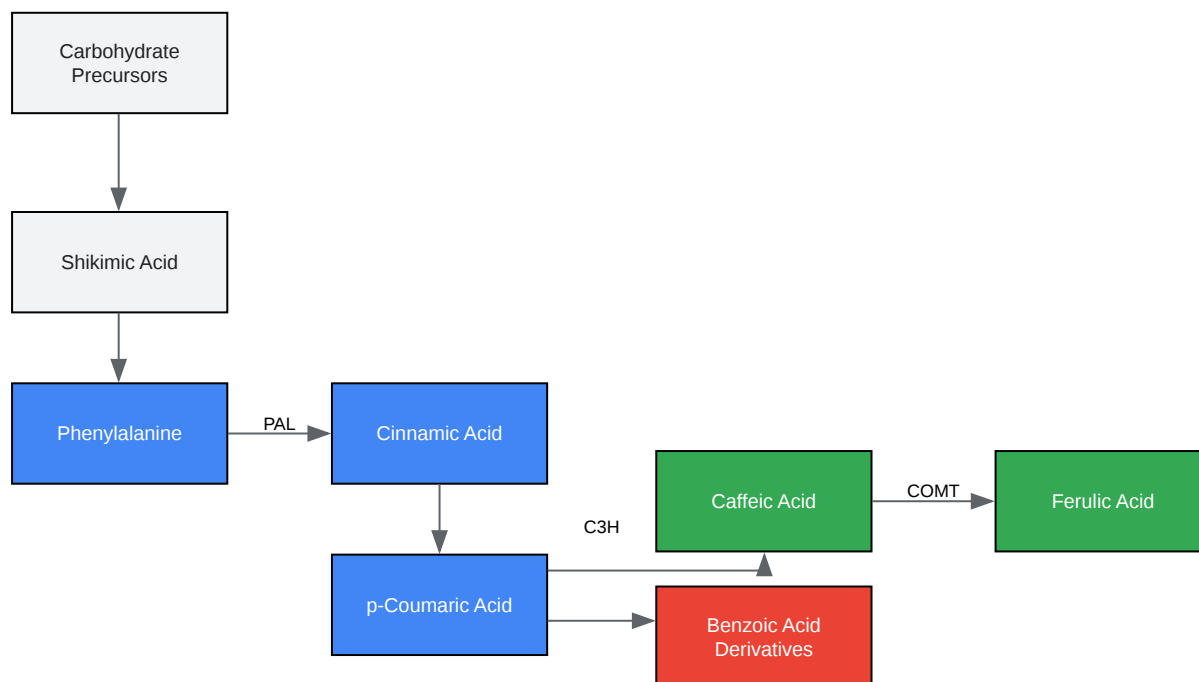 Carbohydrate
Precursors
Shikimic Acid
Phenylalanine
PAL
Cinnamic Acid
Caffeic Acid
COMT
Ferulic Acid
C3H
p-Coumaric Acid
Benzoic Acid
Derivatives